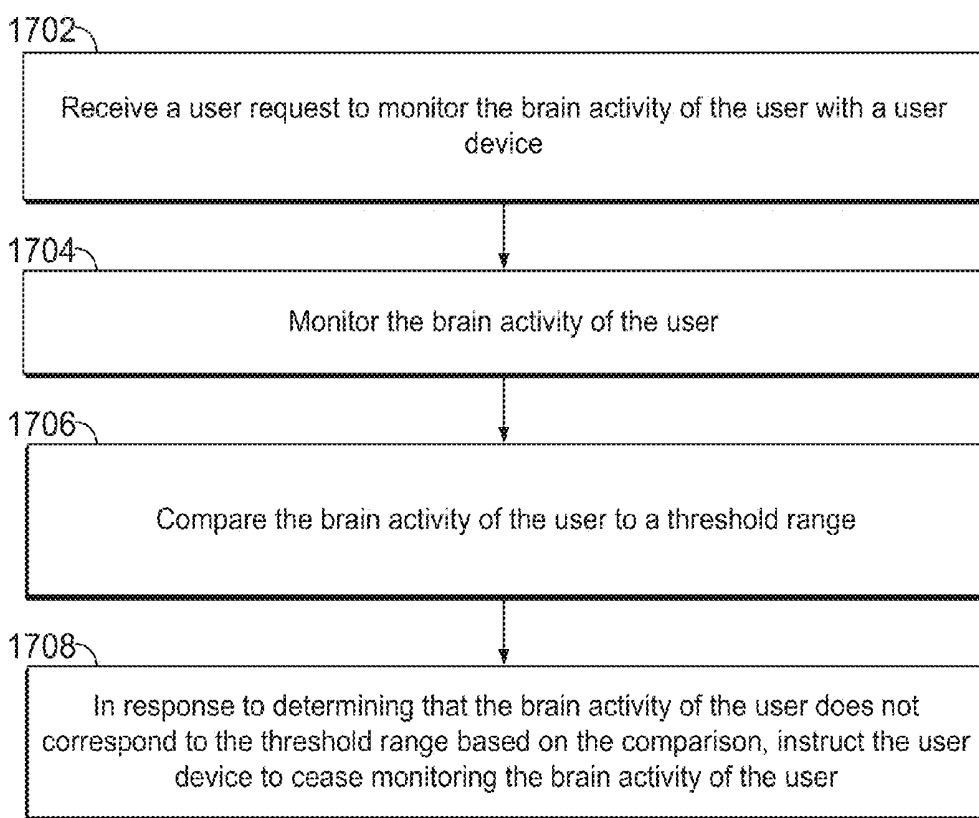 1702
Receive a user request to monitor the brain activity of the user with a user
device
1704
Monitor the brain activity of the user
1706
Compare the brain activity of the user to a threshold range
1708
In response to determining that the brain activity of the user does not
correspond to the threshold range based on the comparison, instruct the user
device to cease monitoring the brain activity of the user